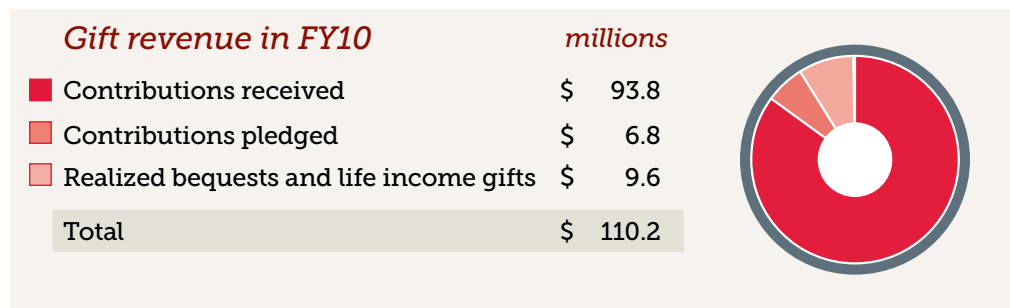 Gift revenue in FY10 millions
Contributions received $ 93.8
Contributions pledged $ 6.8
Realized bequests and life income gifts $ 9.6
Total $ 110.2